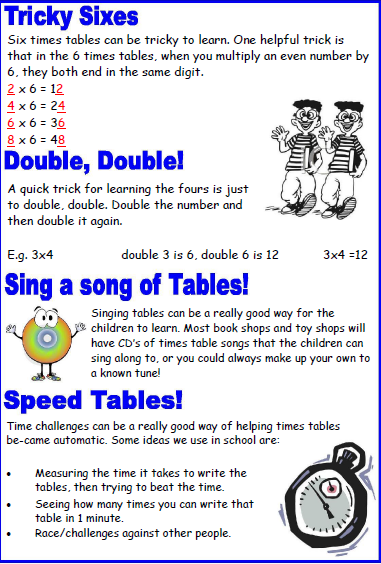 Tricky Sixes
Six times tables can be tricky to learn. One helpful trick is
that in the 6 times tables, when you multiply an even number by
6, they both end in the same digit.
2 x 6 = 12
4 x 6 = 24
6 x 6 = 36
8 x 6 = 48
Double, Double!
A quick trick for learning the fours is just
to double, double. Double the number and
then double it again.
E.g. 3x4 double 3 is 6, double 6 is 12 3x4 =12
Sing a song of Tables!
Singing tables can be a really good way for the
children to learn. Most book shops and toy shops will
have CD's of times table songs that the children can
sing along to, or you could always make up your own to
a known tune!
Speed Tables!
Time challenges can be a really good way of helping times tables
be-came automatic. Some ideas we use in school are:
• Measuring the time it takes to write the
tables, then trying to beat the time.
• Seeing how many times you can write that
table in 1 minute.
• Race/challenges against other people.